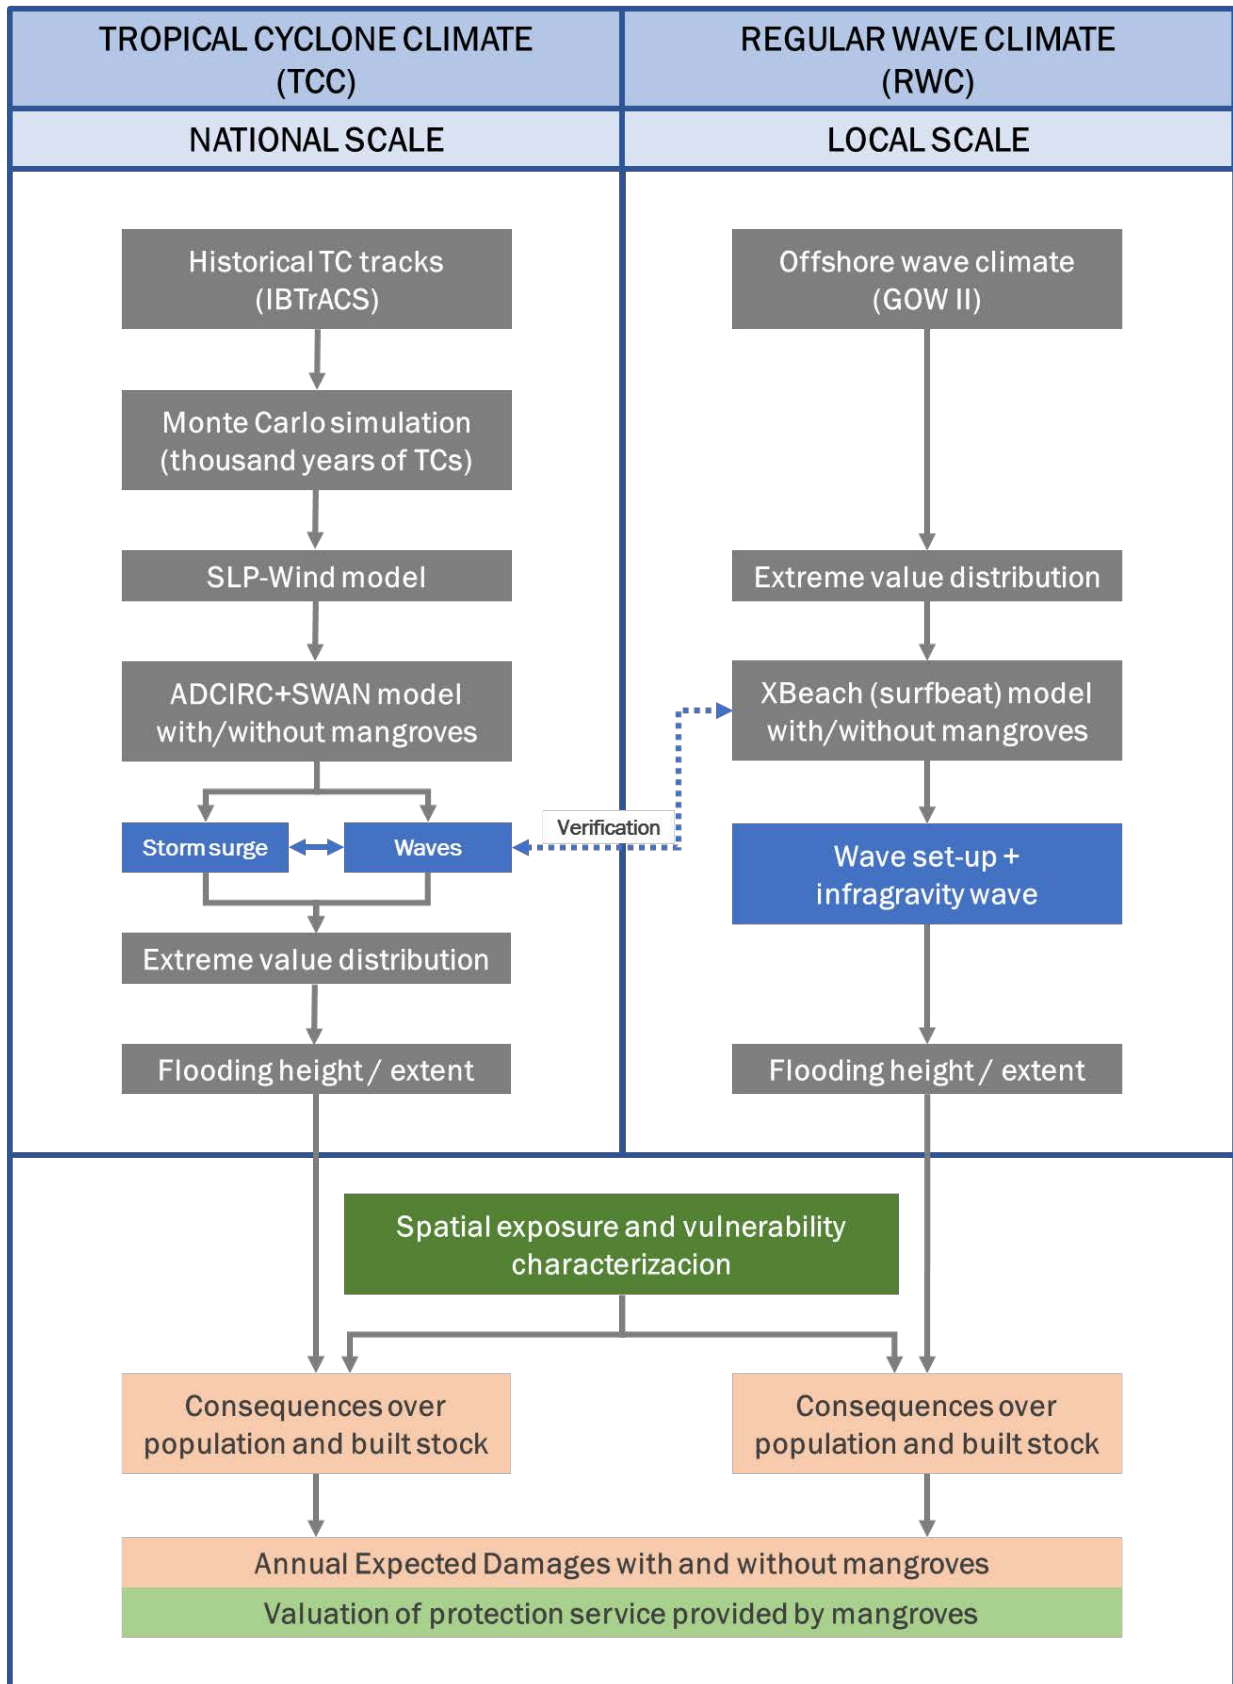 TROPICAL CYCLONE CLIMATE
(TCC)
REGULAR WAVE CLIMATE
(RWC)
NATIONAL SCALE
LOCAL SCALE
Historical TC tracks
(IBTrACS)
Monte Carlo simulation
(thousand years of TCs)
SLP-Wind model
ADCIRC+SWAN model
with/without mangroves
Storm surge
Waves
Verification
Extreme value distribution
Flooding height / extent
Offshore wave climate
(GOW II)
Extreme value distribution
XBeach (surfbeat) model
with/without mangroves
Wave set-up +
infragravity wave
Flooding height / extent
Spatial exposure and vulnerability
characterizacion
Consequences over
population and built stock
Consequences over
population and built stock
Annual Expected Damages with and without mangroves
Valuation of protection service provided by mangroves